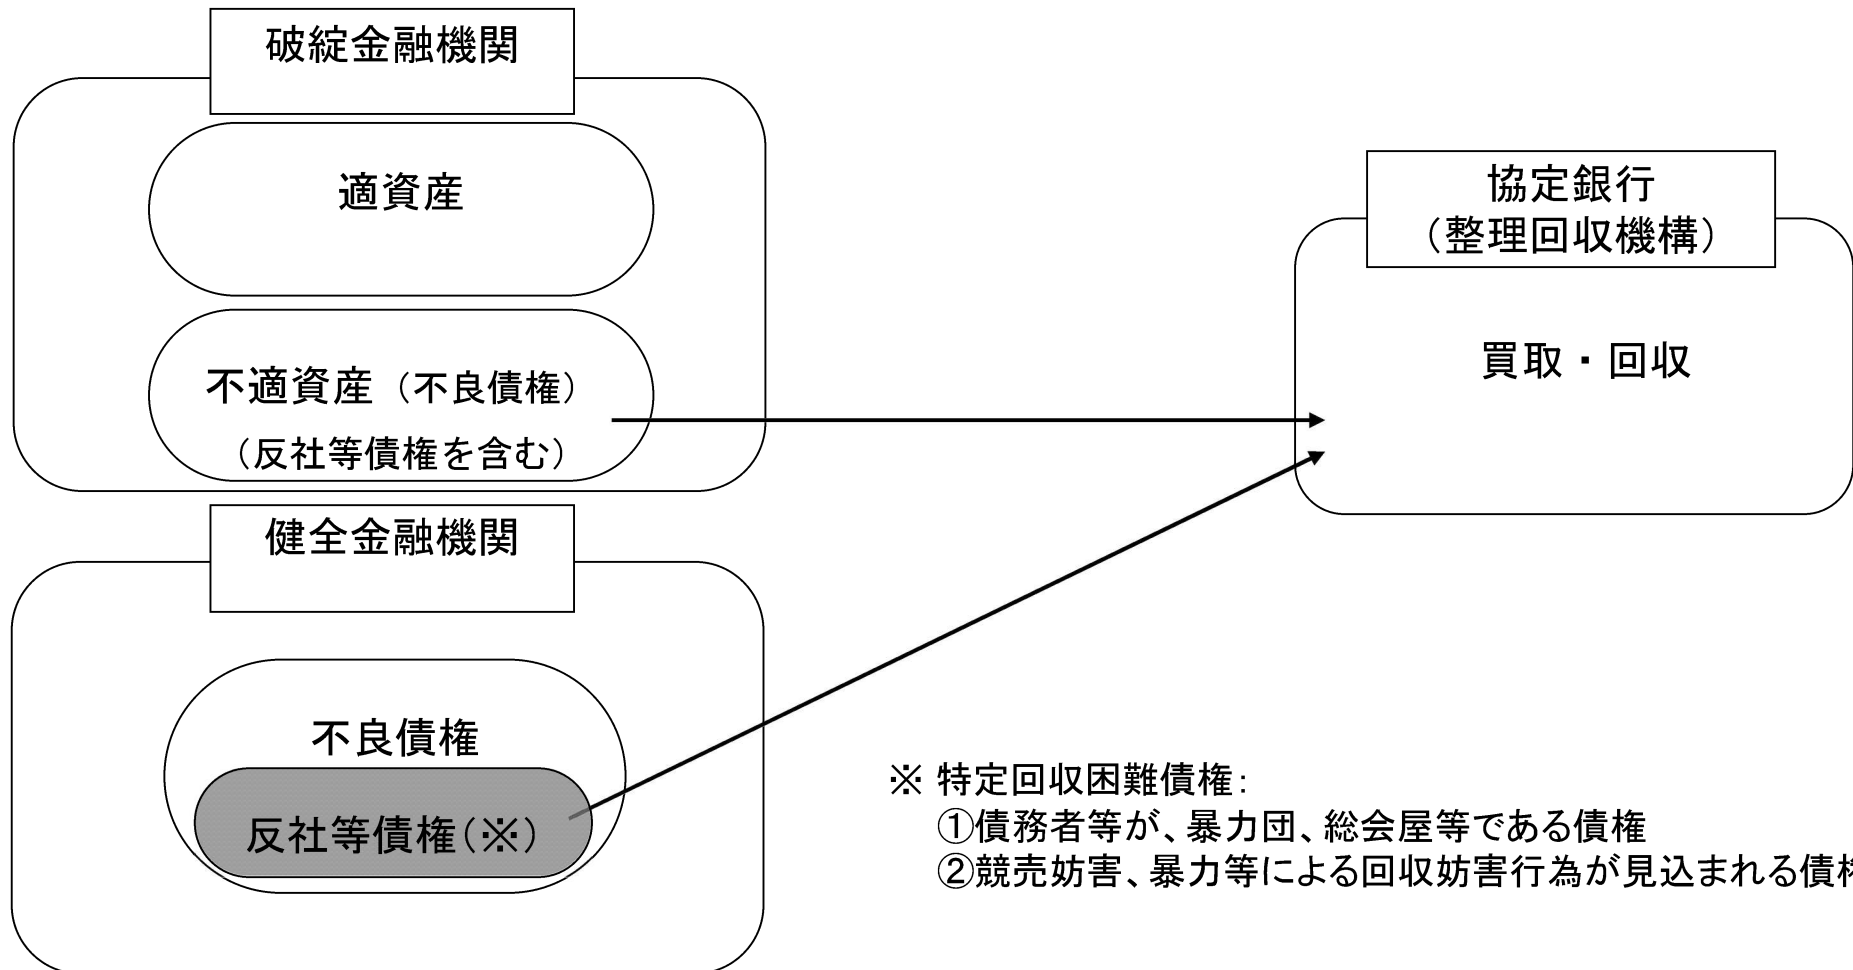 破綻金融機関
適資産
不適資産（不良債権）
（反社等債権を含む）
健全金融機関
不良債権
反社等債権（※）
協定銀行
（整理回収機構）
買取・回収
※ 特定回収困難債権：
①債務者等が、暴力団、総会屋等である債権
②競売妨害、暴力等による回収妨害行為が見込まれる債権